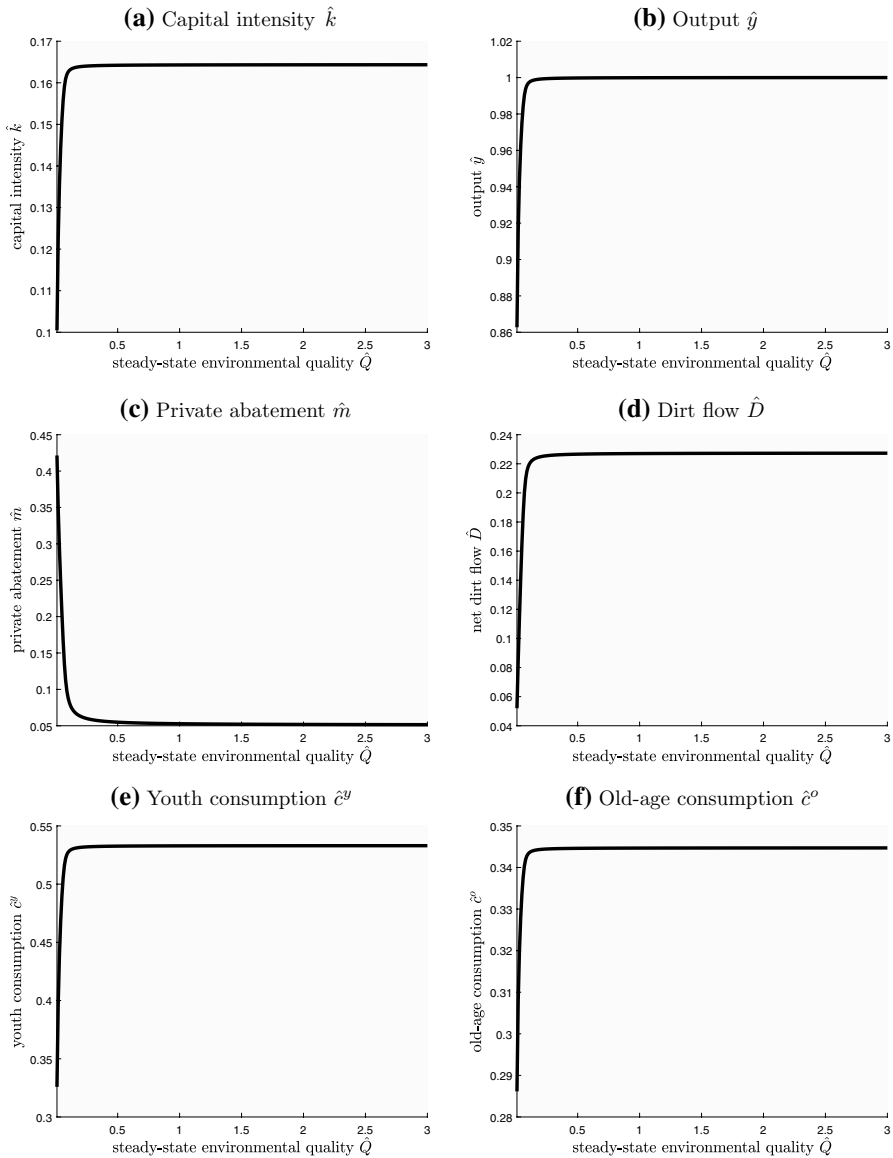 (a) Capital intensity k̂
0.17
0.16
0.15
0.14
0.13
0.12
0.11
0.1
capital intensity k̂
0.5 1 1.5 2 2.5 3
steady-state environmental quality Q̂
(b) Output ŷ
1.02
1
0.98
0.96
0.94
0.92
0.9
0.88
0.86
output ŷ
0.5 1 1.5 2 2.5 3
steady-state environmental quality Q̂
(c) Private abatement m̂
0.45
0.4
0.35
0.3
0.25
0.2
0.15
0.1
0.05
private abatement m̂
0.5 1 1.5 2 2.5 3
steady-state environmental quality Q̂
(d) Dirt flow D̂
0.24
0.22
0.2
0.18
0.16
0.14
0.12
0.1
0.08
0.06
0.04
net dirt flow D̂
0.5 1 1.5 2 2.5 3
steady-state environmental quality Q̂
(e) Youth consumption ĉʸ
0.55
0.5
0.45
0.4
0.35
0.3
youth consumption ĉʸ
0.5 1 1.5 2 2.5 3
steady-state environmental quality Q̂
(f) Old-age consumption ĉᵒ
0.35
0.34
0.33
0.32
0.31
0.3
0.29
0.28
old-age consumption ĉᵒ
0.5 1 1.5 2 2.5 3
steady-state environmental quality Q̂